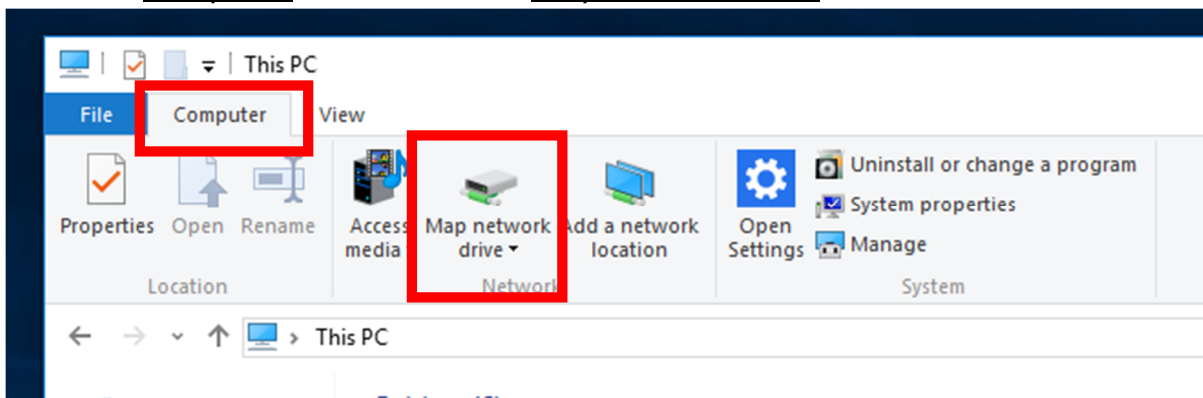 This PC
File Computer View
Properties Open Rename Access media Map network drive Add a network location Open Settings
Uninstall or change a program
System properties
Manage
Location Network System
This PC